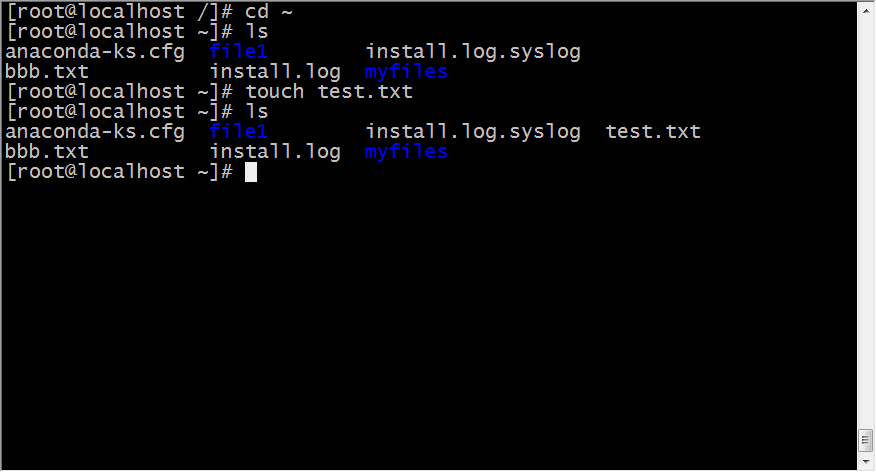 [root@localhost /]# cd ~
[root@localhost ~]# ls
anaconda-ks.cfg  file1        install.log.syslog
bbb.txt          install.log  myfiles
[root@localhost ~]# touch test.txt
[root@localhost ~]# ls
anaconda-ks.cfg  file1        install.log.syslog  test.txt
bbb.txt          install.log  myfiles
[root@localhost ~]#